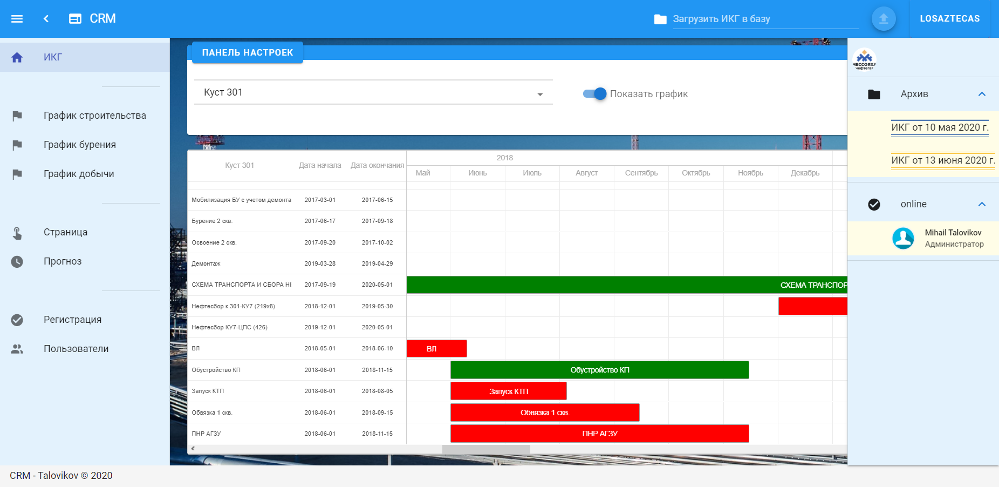 CRM
Загрузить ИКГ в базу
LOSAZTECAS
ИКГ
График строительства
График бурения
График добычи
Страница
Прогноз
Регистрация
Пользователи
ПАНЕЛЬ НАСТРОЕК
Куст 301
Показать график
Куст 301 Дата начала Дата окончания
2018
Май Июнь Июль Август Сентябрь Октябрь Ноябрь Декабрь
Мобилизация БУ с учетом демонта 2017-03-01 2017-06-15
Бурение 2 скв. 2017-06-17 2017-09-18
Освоение 2 скв. 2017-09-20 2017-10-02
Демонтаж 2019-03-28 2019-04-29
СХЕМА ТРАНСПОРТА И СБОРА НЕ 2017-09-19 2020-05-01 СХЕМА ТРАНСПОР
Нефтесбор к.301-КУ7 (219х8) 2018-12-01 2019-05-30
Нефтесбор КУ7-ЦПС (426) 2019-12-01 2020-05-01
ВЛ 2018-05-01 2018-06-10 ВЛ
Обустройство КП 2018-06-01 2018-11-15 Обустройство КП
Запуск КТП 2018-06-01 2018-08-05 Запуск КТП
Обвязка 1 скв. 2018-06-01 2018-09-15 Обвязка 1 скв.
ПНР АГЗУ 2018-06-01 2018-11-15 ПНР АГЗУ
МЕССОЯХА
нефтегаз
Архив
ИКГ от 10 мая 2020 г.
ИКГ от 13 июня 2020 г.
online
Mihail Talovikov
Администратор
CRM - Talovikov © 2020